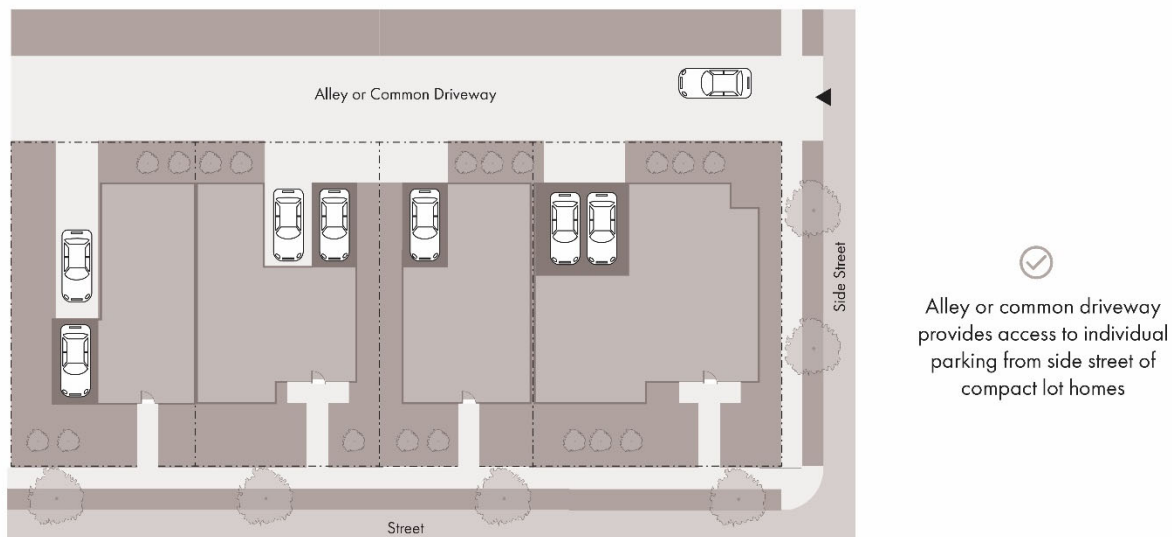 Alley or Common Driveway
Side Street
Street
Alley or common driveway
provides access to individual
parking from side street of
compact lot homes